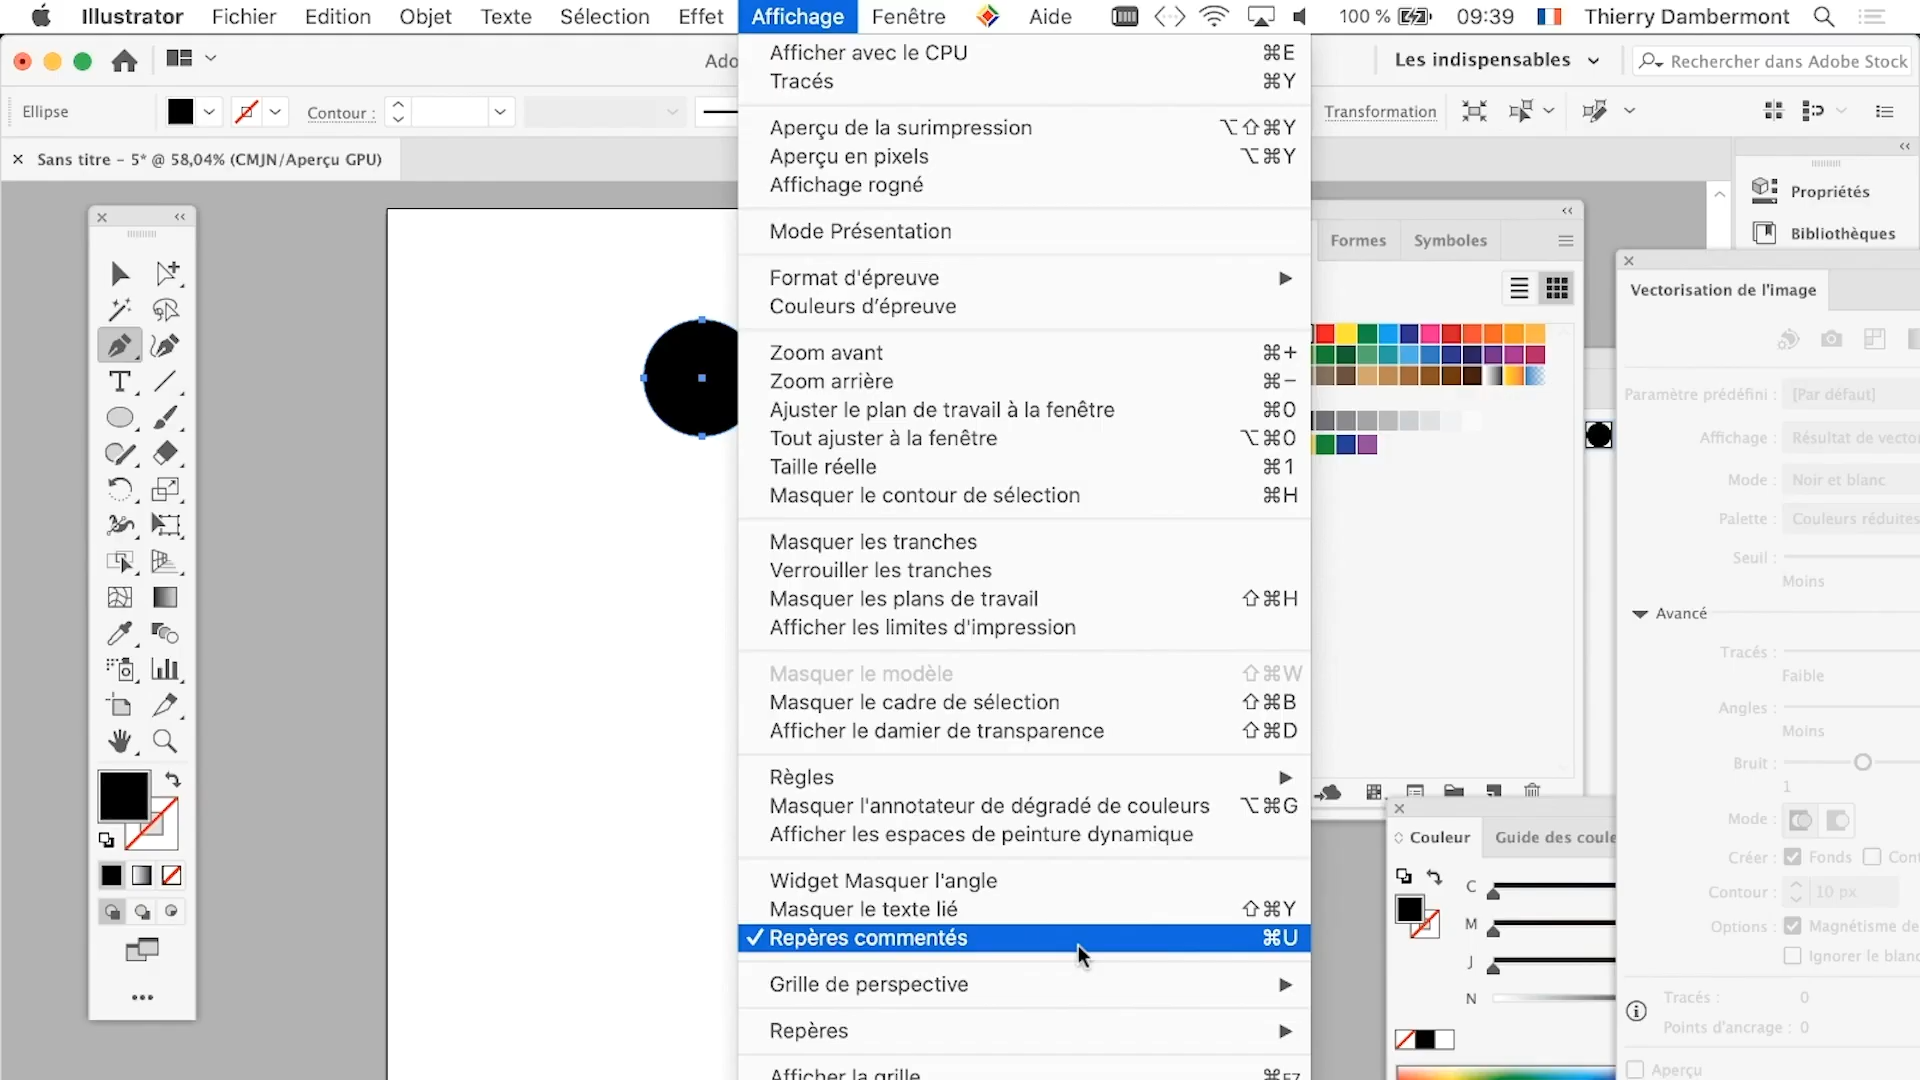 Illustrator Fichier Edition Objet Texte Sélection Effet Affichage Fenêtre Aide 100 % 09:39 Thierry Dambermont
Ado
Les indispensables
Rechercher dans Adobe Stock
Ellipse
Contour :
Transformation
Sans titre – 5* @ 58,04% (CMJN/Aperçu GPU)
Afficher avec le CPU ⌘E
Tracés ⌘Y
Aperçu de la surimpression ⌥⇧⌘Y
Aperçu en pixels ⌥⌘Y
Affichage rogné
Mode Présentation
Format d'épreuve
Couleurs d’épreuve
Zoom avant ⌘+
Zoom arrière ⌘−
Ajuster le plan de travail à la fenêtre ⌘0
Tout ajuster à la fenêtre ⌥⌘0
Taille réelle ⌘1
Masquer le contour de sélection ⌘H
Masquer les tranches
Verrouiller les tranches
Masquer les plans de travail ⇧⌘H
Afficher les limites d'impression
Masquer le modèle ⇧⌘W
Masquer le cadre de sélection ⇧⌘B
Afficher le damier de transparence ⇧⌘D
Règles
Masquer l'annotateur de dégradé de couleurs ⌥⌘G
Afficher les espaces de peinture dynamique
Widget Masquer l'angle
Masquer le texte lié ⇧⌘Y
✓ Repères commentés ⌘U
Grille de perspective
Repères
Afficher la grille ⌘F7
Formes Symboles
Couleur Guide des coule
C
M
J
N
Propriétés
Bibliothèques
Vectorisation de l'image
Paramètre prédéfini : [Par défaut]
Affichage : Résultat de vecto
Mode : Noir et blanc
Palette : Couleurs réduites
Seuil :
Moins
Avancé
Tracés :
Faible
Angles :
Moins
Bruit :
1
Mode :
Créer : Fonds Cont
Contour : 10 px
Options : Magnétisme de
Ignorer le blanc
Tracés : 0
Points d'ancrage : 0
Aperçu